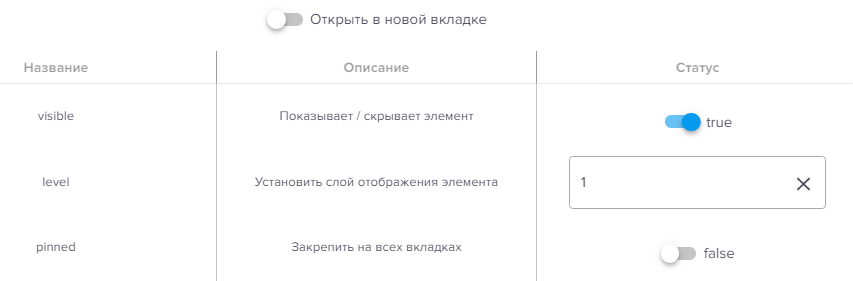 Открыть в новой вкладке
Название Описание Статус
visible Показывает / скрывает элемент true
level Установить слой отображения элемента 1
pinned Закрепить на всех вкладках false